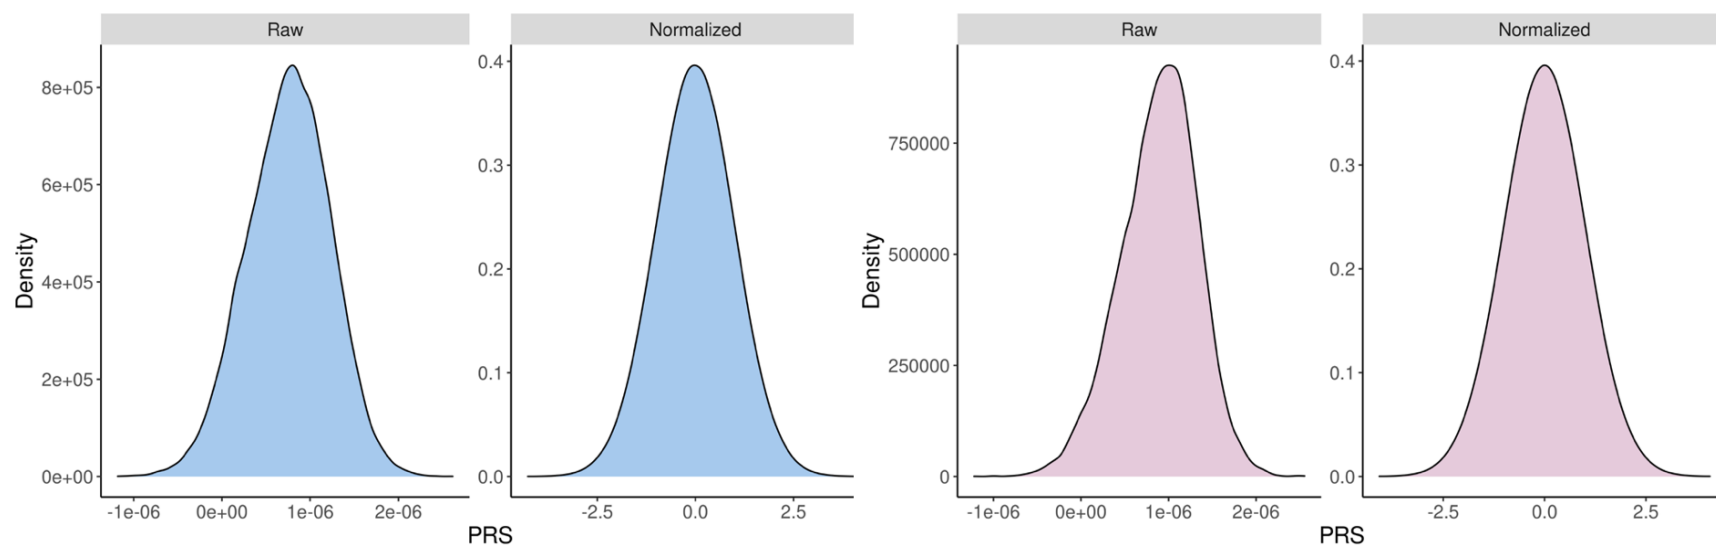 Raw
Normalized
Raw
Normalized
Density
8e+05
6e+05
4e+05
2e+05
0e+00
0.4
0.3
0.2
0.1
0.0
-1e-06 0e+00 1e-06 2e-06
-2.5 0.0 2.5
PRS
Density
750000
500000
250000
0
0.4
0.3
0.2
0.1
0.0
-1e-06 0e+00 1e-06 2e-06
-2.5 0.0 2.5
PRS